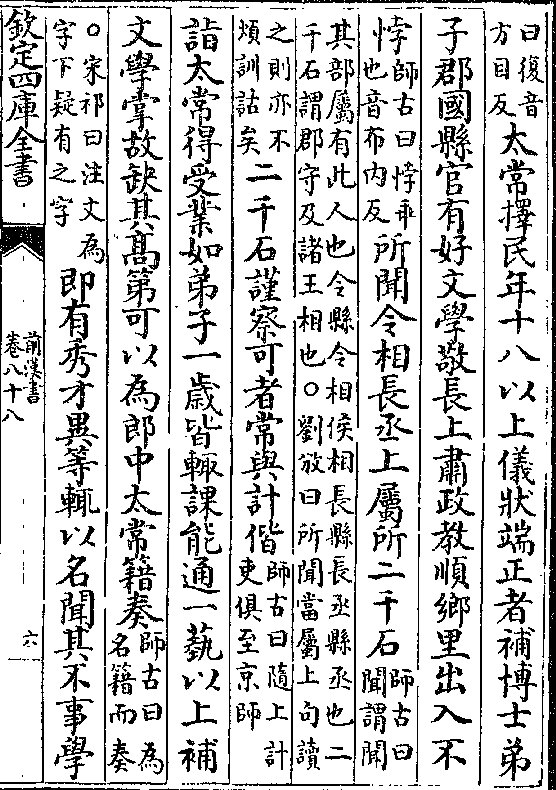 曰復音
方目反
太常擇民年十八以上儀狀端正者補博士弟
子郡國縣官有好文學敬長上肅政教順鄉里出入不
悖
師古曰悖乖
也音布内反
所聞令相長丞上屬所二千石
師古曰
聞謂聞
其部屬有此人也令縣令相侯相長縣長丞縣丞也二
千石謂郡守及諸王相也○劉攽曰所聞當屬上句讀
之則亦不
煩訓詁矣
二千石謹察可者常與計偕
師古曰隨上計
吏俱至京師
詣太常得受業如弟子一歲皆輒課能通一藝以上補
文學掌故缺其髙第可以為郎中太常籍奏
師古曰為
名籍而奏
○宋祁曰注文為
字下疑有之字
即有秀才異等輒以名聞其不事學
欽定四庫全書
前漢書
卷八十八
六